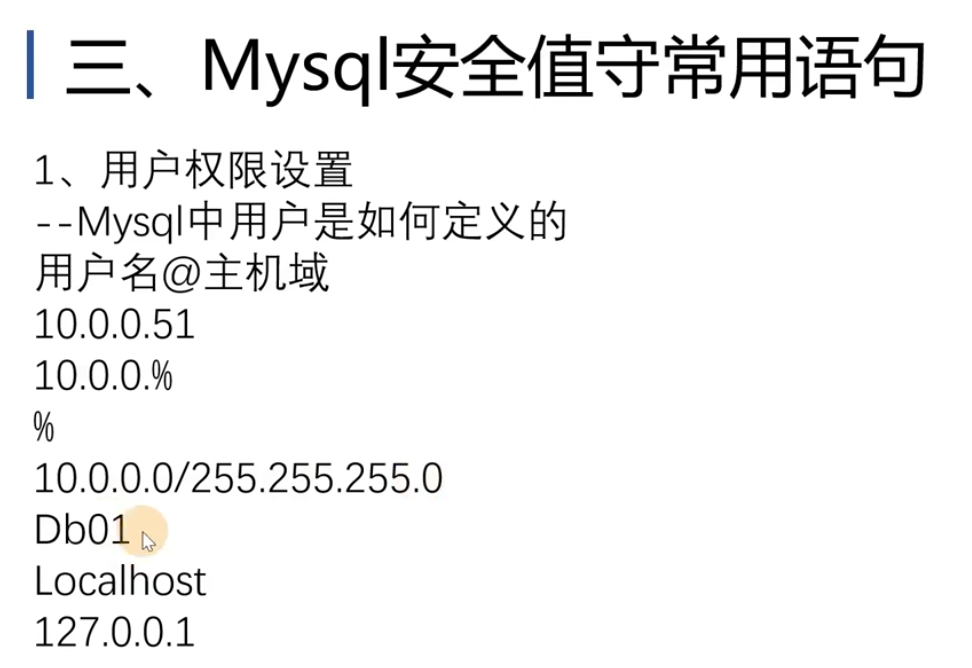 三、Mysql安全值守常用语句
1、用户权限设置
--Mysql中用户是如何定义的
用户名@主机域
10.0.0.51
10.0.0.%
%
10.0.0.0/255.255.255.0
Db01
Localhost
127.0.0.1